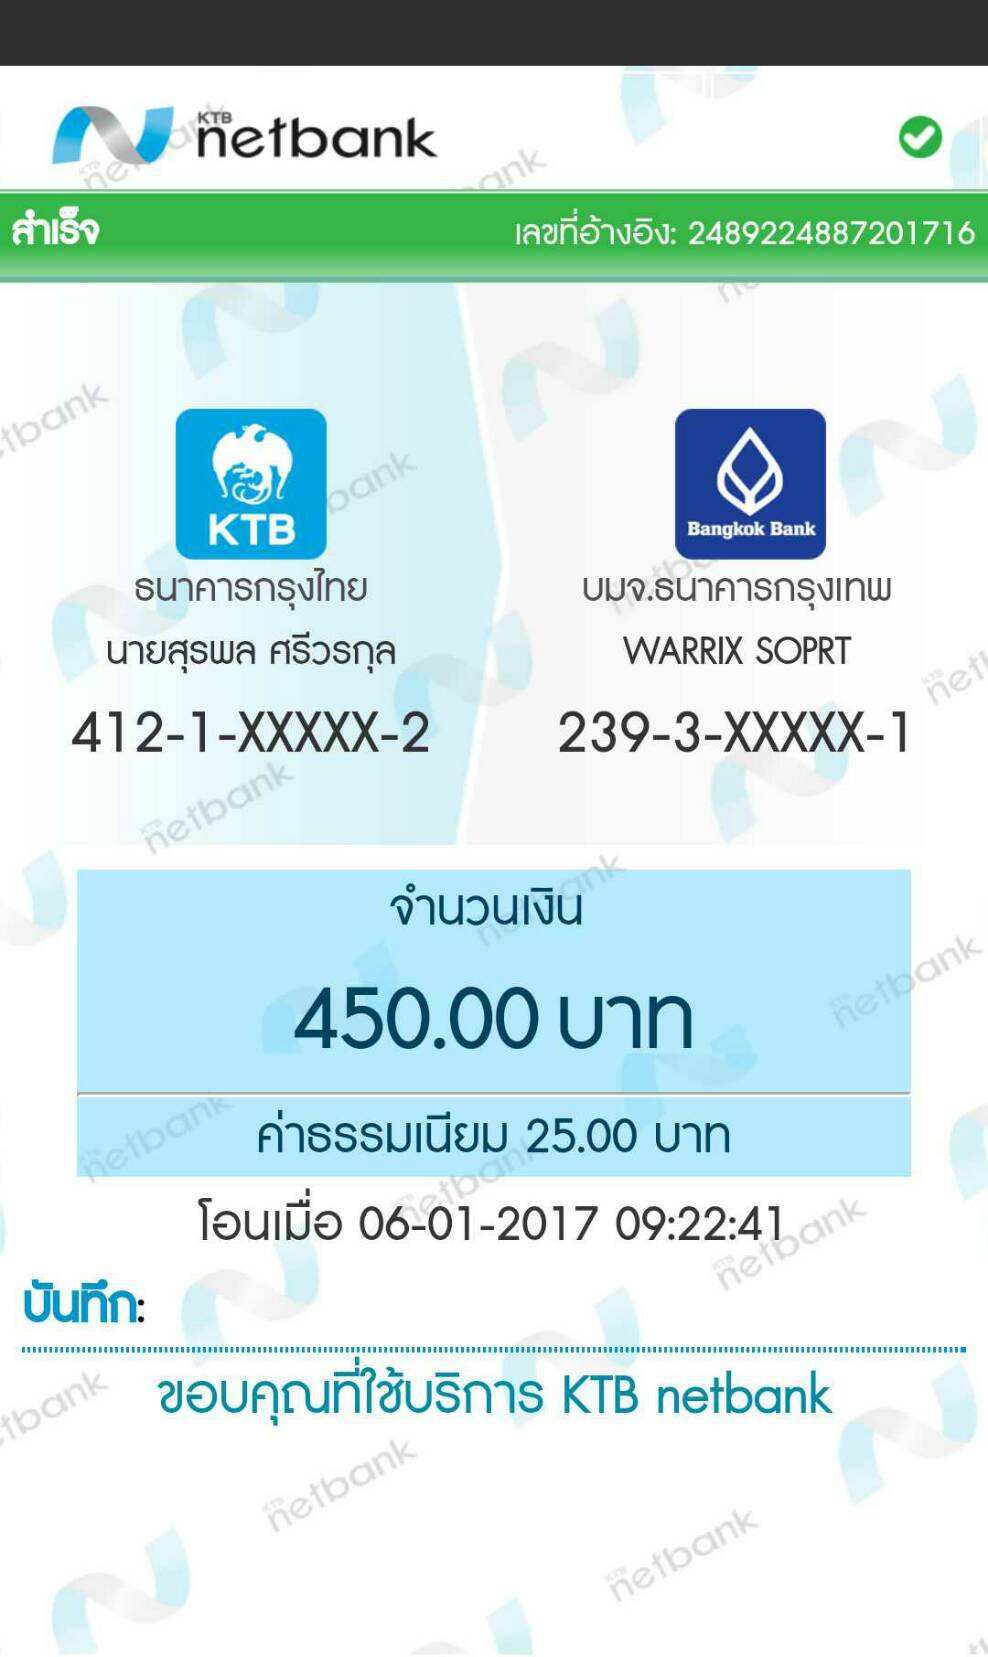 KTB netbank
สำเร็จ
เลขที่อ้างอิง: 2489224887201716
KTB
Bangkok Bank
ธนาคารกรุงไทย
บมจ.ธนาคารกรุงเทพ
นายสุรพล ศรีวรกุล
WARRIX SOPRT
412-1-XXXXX-2
239-3-XXXXX-1
จำนวนเงิน
450.00 บาท
ค่าธรรมเนียม 25.00 บาท
โอนเมื่อ 06-01-2017 09:22:41
บันทึก:
ขอบคุณที่ใช้บริการ KTB netbank